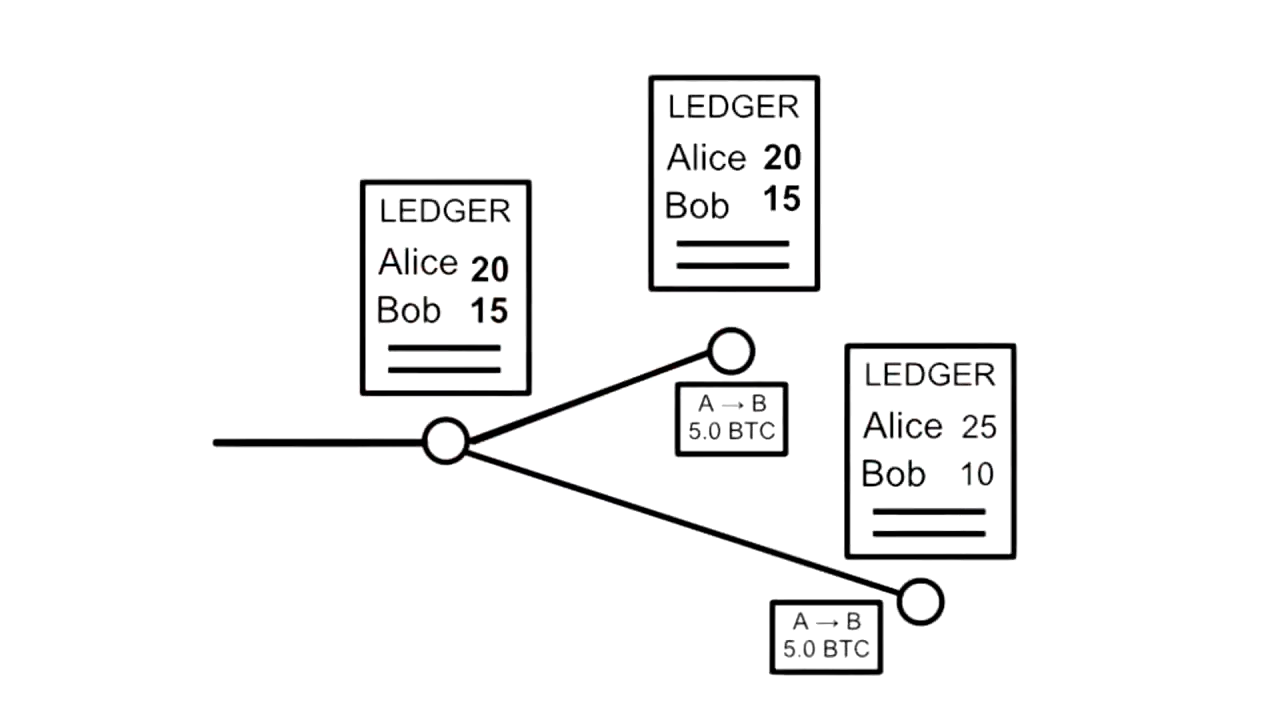 LEDGER
Alice 20
Bob 15
LEDGER
Alice 20
Bob 15
A → B
5.0 BTC
LEDGER
Alice 25
Bob 10
A → B
5.0 BTC